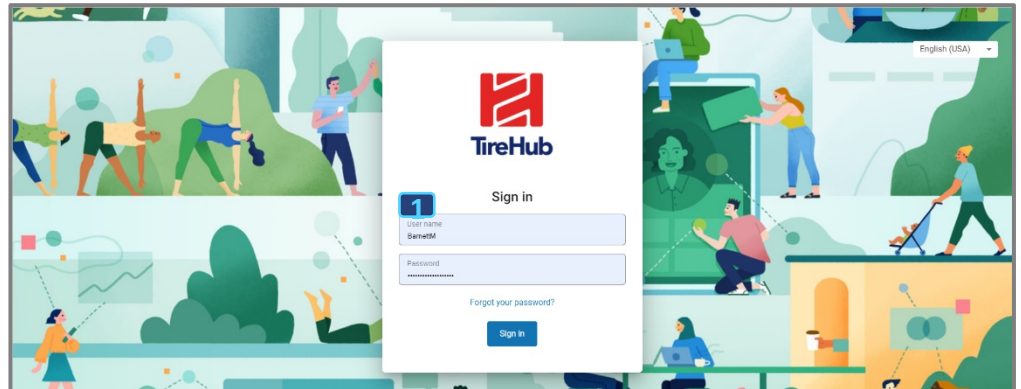 English (USA)
TireHub
Sign in
1
User name
BarnettM
Password
Forgot your password?
Sign in